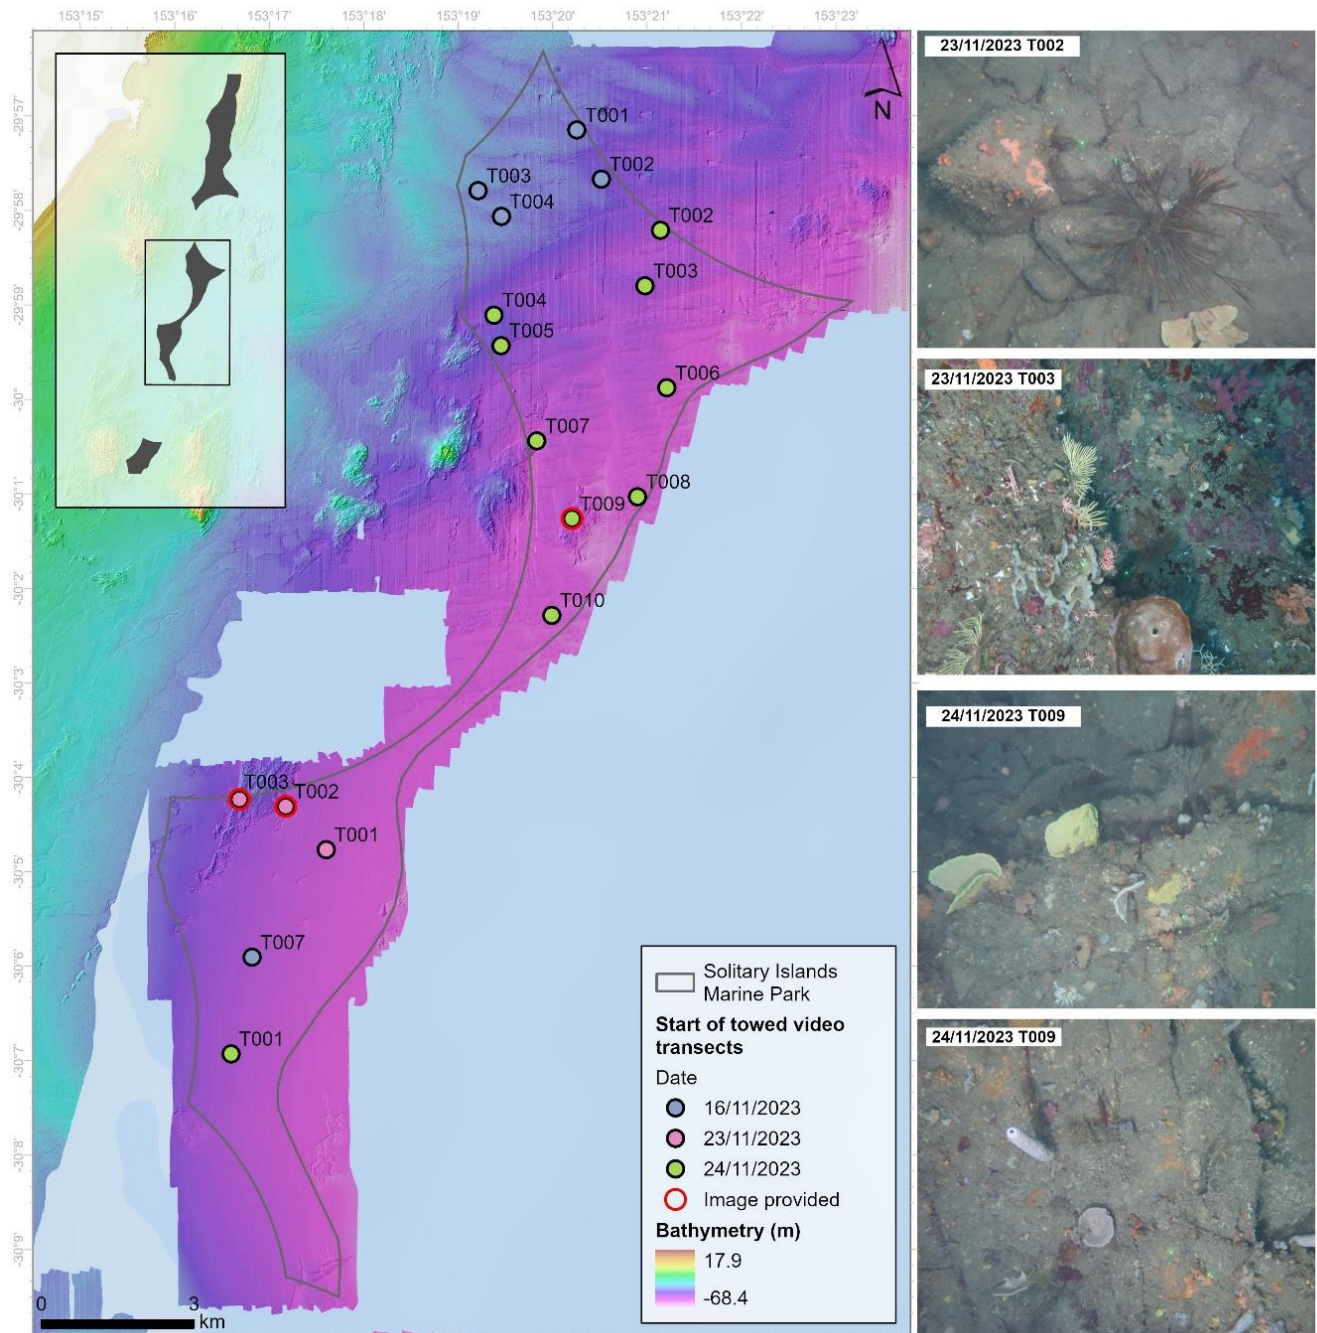 153°15' 153°16' 153°17' 153°18' 153°19' 153°20' 153°21' 153°22' 153°23'
-29°57'
-29°58'
-29°59'
-30°
-30°1'
-30°2'
-30°3'
-30°4'
-30°5'
-30°6'
-30°7'
-30°8'
-30°9'
N
T001
T002
T003
T004
T002
T003
T004
T005
T006
T007
T008
T009
T010
T003
T002
T001
T007
T001
0 3
km
Solitary Islands
Marine Park
Start of towed video
transects
Date
16/11/2023
23/11/2023
24/11/2023
Image provided
Bathymetry (m)
17.9
-68.4
23/11/2023 T002
23/11/2023 T003
24/11/2023 T009
24/11/2023 T009